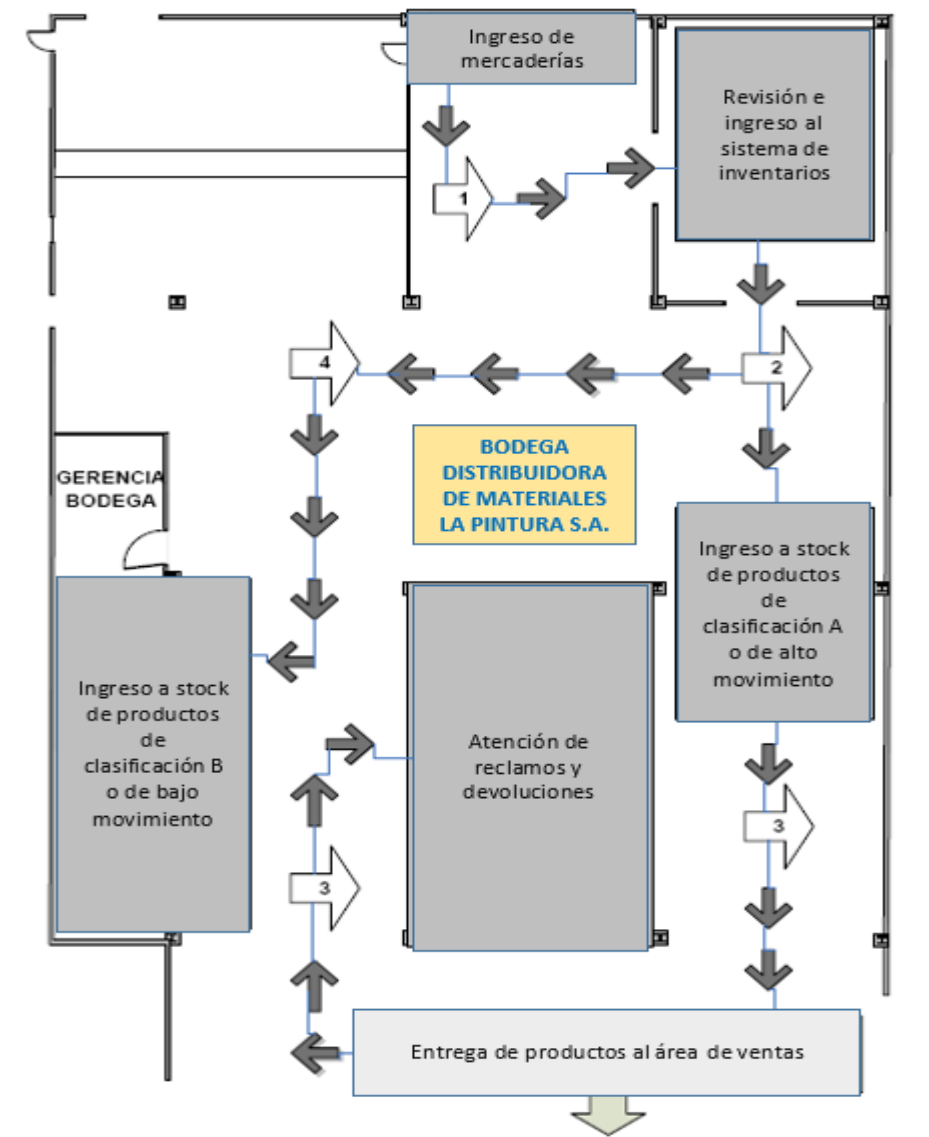 Ingreso de
mercaderías
Revisión e
ingreso al
sistema de
inventarios
1
2
4
BODEGA
DISTRIBUIDORA
DE MATERIALES
LA PINTURA S.A.
GERENCIA
BODEGA
Ingreso a stock
de productos
de
clasificación A
o de alto
movimiento
Ingreso a stock
de productos
de
clasificación B
o de bajo
movimiento
Atención de
reclamos y
devoluciones
3
3
Entrega de productos al área de ventas